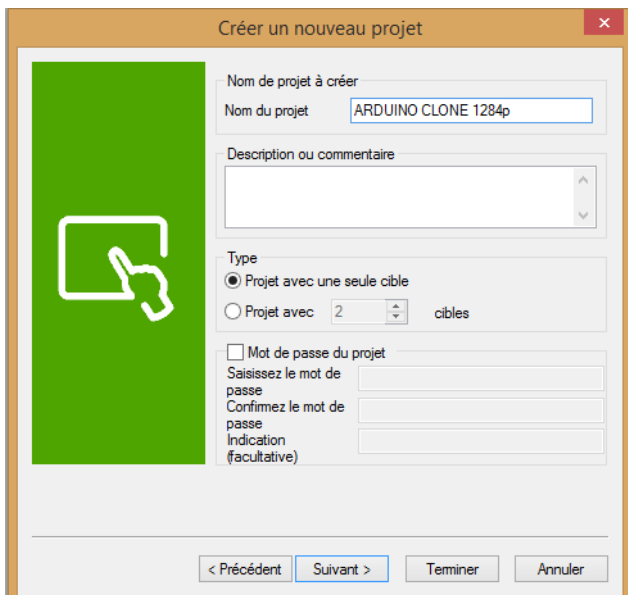 Créer un nouveau projet
Nom de projet à créer
Nom du projet ARDUINO CLONE 1284p
Description ou commentaire
Type
Projet avec une seule cible
Projet avec 2 cibles
Mot de passe du projet
Saisissez le mot de
passe
Confirmez le mot de
passe
Indication
(facultative)
< Précédent Suivant > Terminer Annuler